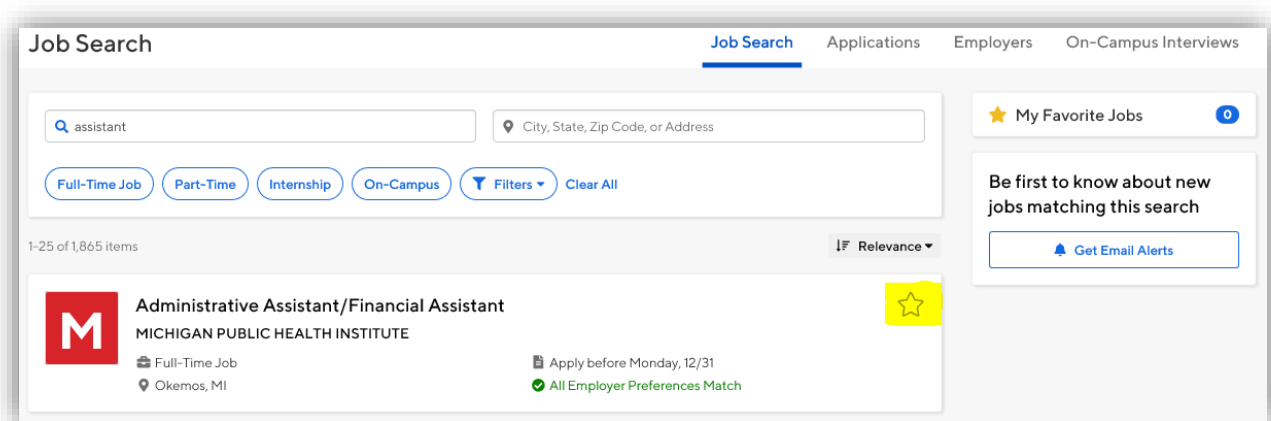 Job Search
Job Search Applications Employers On-Campus Interviews
assistant
City, State, Zip Code, or Address
Full-Time Job Part-Time Internship On-Campus Filters Clear All
1-25 of 1,865 items
Relevance
M
Administrative Assistant/Financial Assistant
MICHIGAN PUBLIC HEALTH INSTITUTE
Full-Time Job
Apply before Monday, 12/31
Okemos, MI
All Employer Preferences Match
My Favorite Jobs 0
Be first to know about new
jobs matching this search
Get Email Alerts